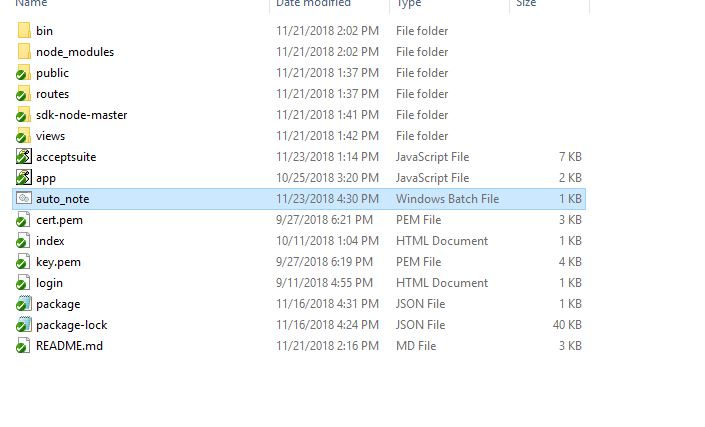 Name Date modified Type Size
bin 11/21/2018 2:02 PM File folder
node_modules 11/21/2018 2:02 PM File folder
public 11/21/2018 1:37 PM File folder
routes 11/21/2018 1:37 PM File folder
sdk-node-master 11/21/2018 1:41 PM File folder
views 11/21/2018 1:42 PM File folder
acceptsuite 11/23/2018 1:14 PM JavaScript File 7 KB
app 10/25/2018 3:20 PM JavaScript File 2 KB
auto_note 11/23/2018 4:30 PM Windows Batch File 1 KB
cert.pem 9/27/2018 6:21 PM PEM File 3 KB
index 10/11/2018 1:04 PM HTML Document 1 KB
key.pem 9/27/2018 6:19 PM PEM File 4 KB
login 9/11/2018 4:55 PM HTML Document 1 KB
package 11/16/2018 4:31 PM JSON File 1 KB
package-lock 11/16/2018 4:24 PM JSON File 40 KB
README.md 11/21/2018 2:16 PM MD File 3 KB